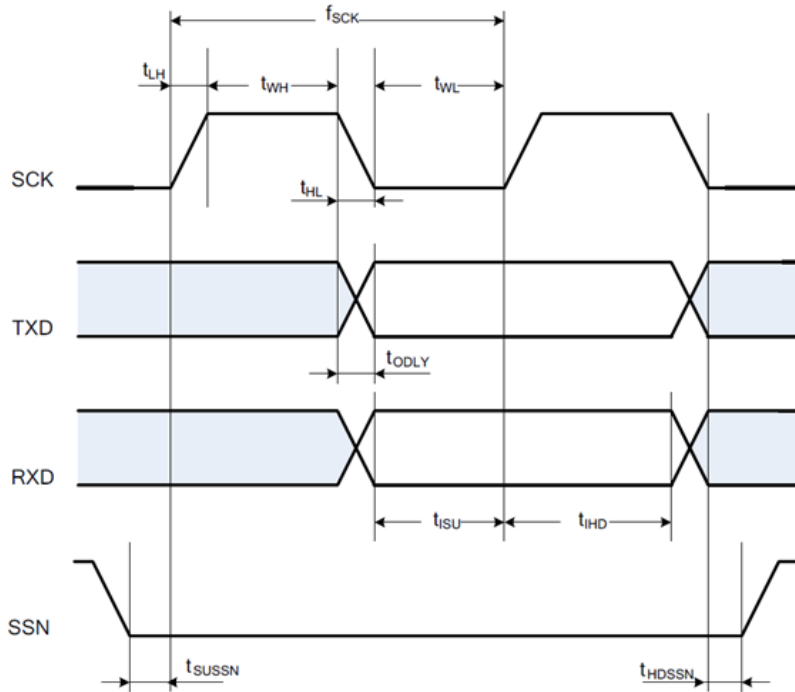 fSCK
tLH
tWH
tWL
SCK
tHL
TXD
tODLY
RXD
tISU
tIHD
SSN
tSUSSN
tHDSSN